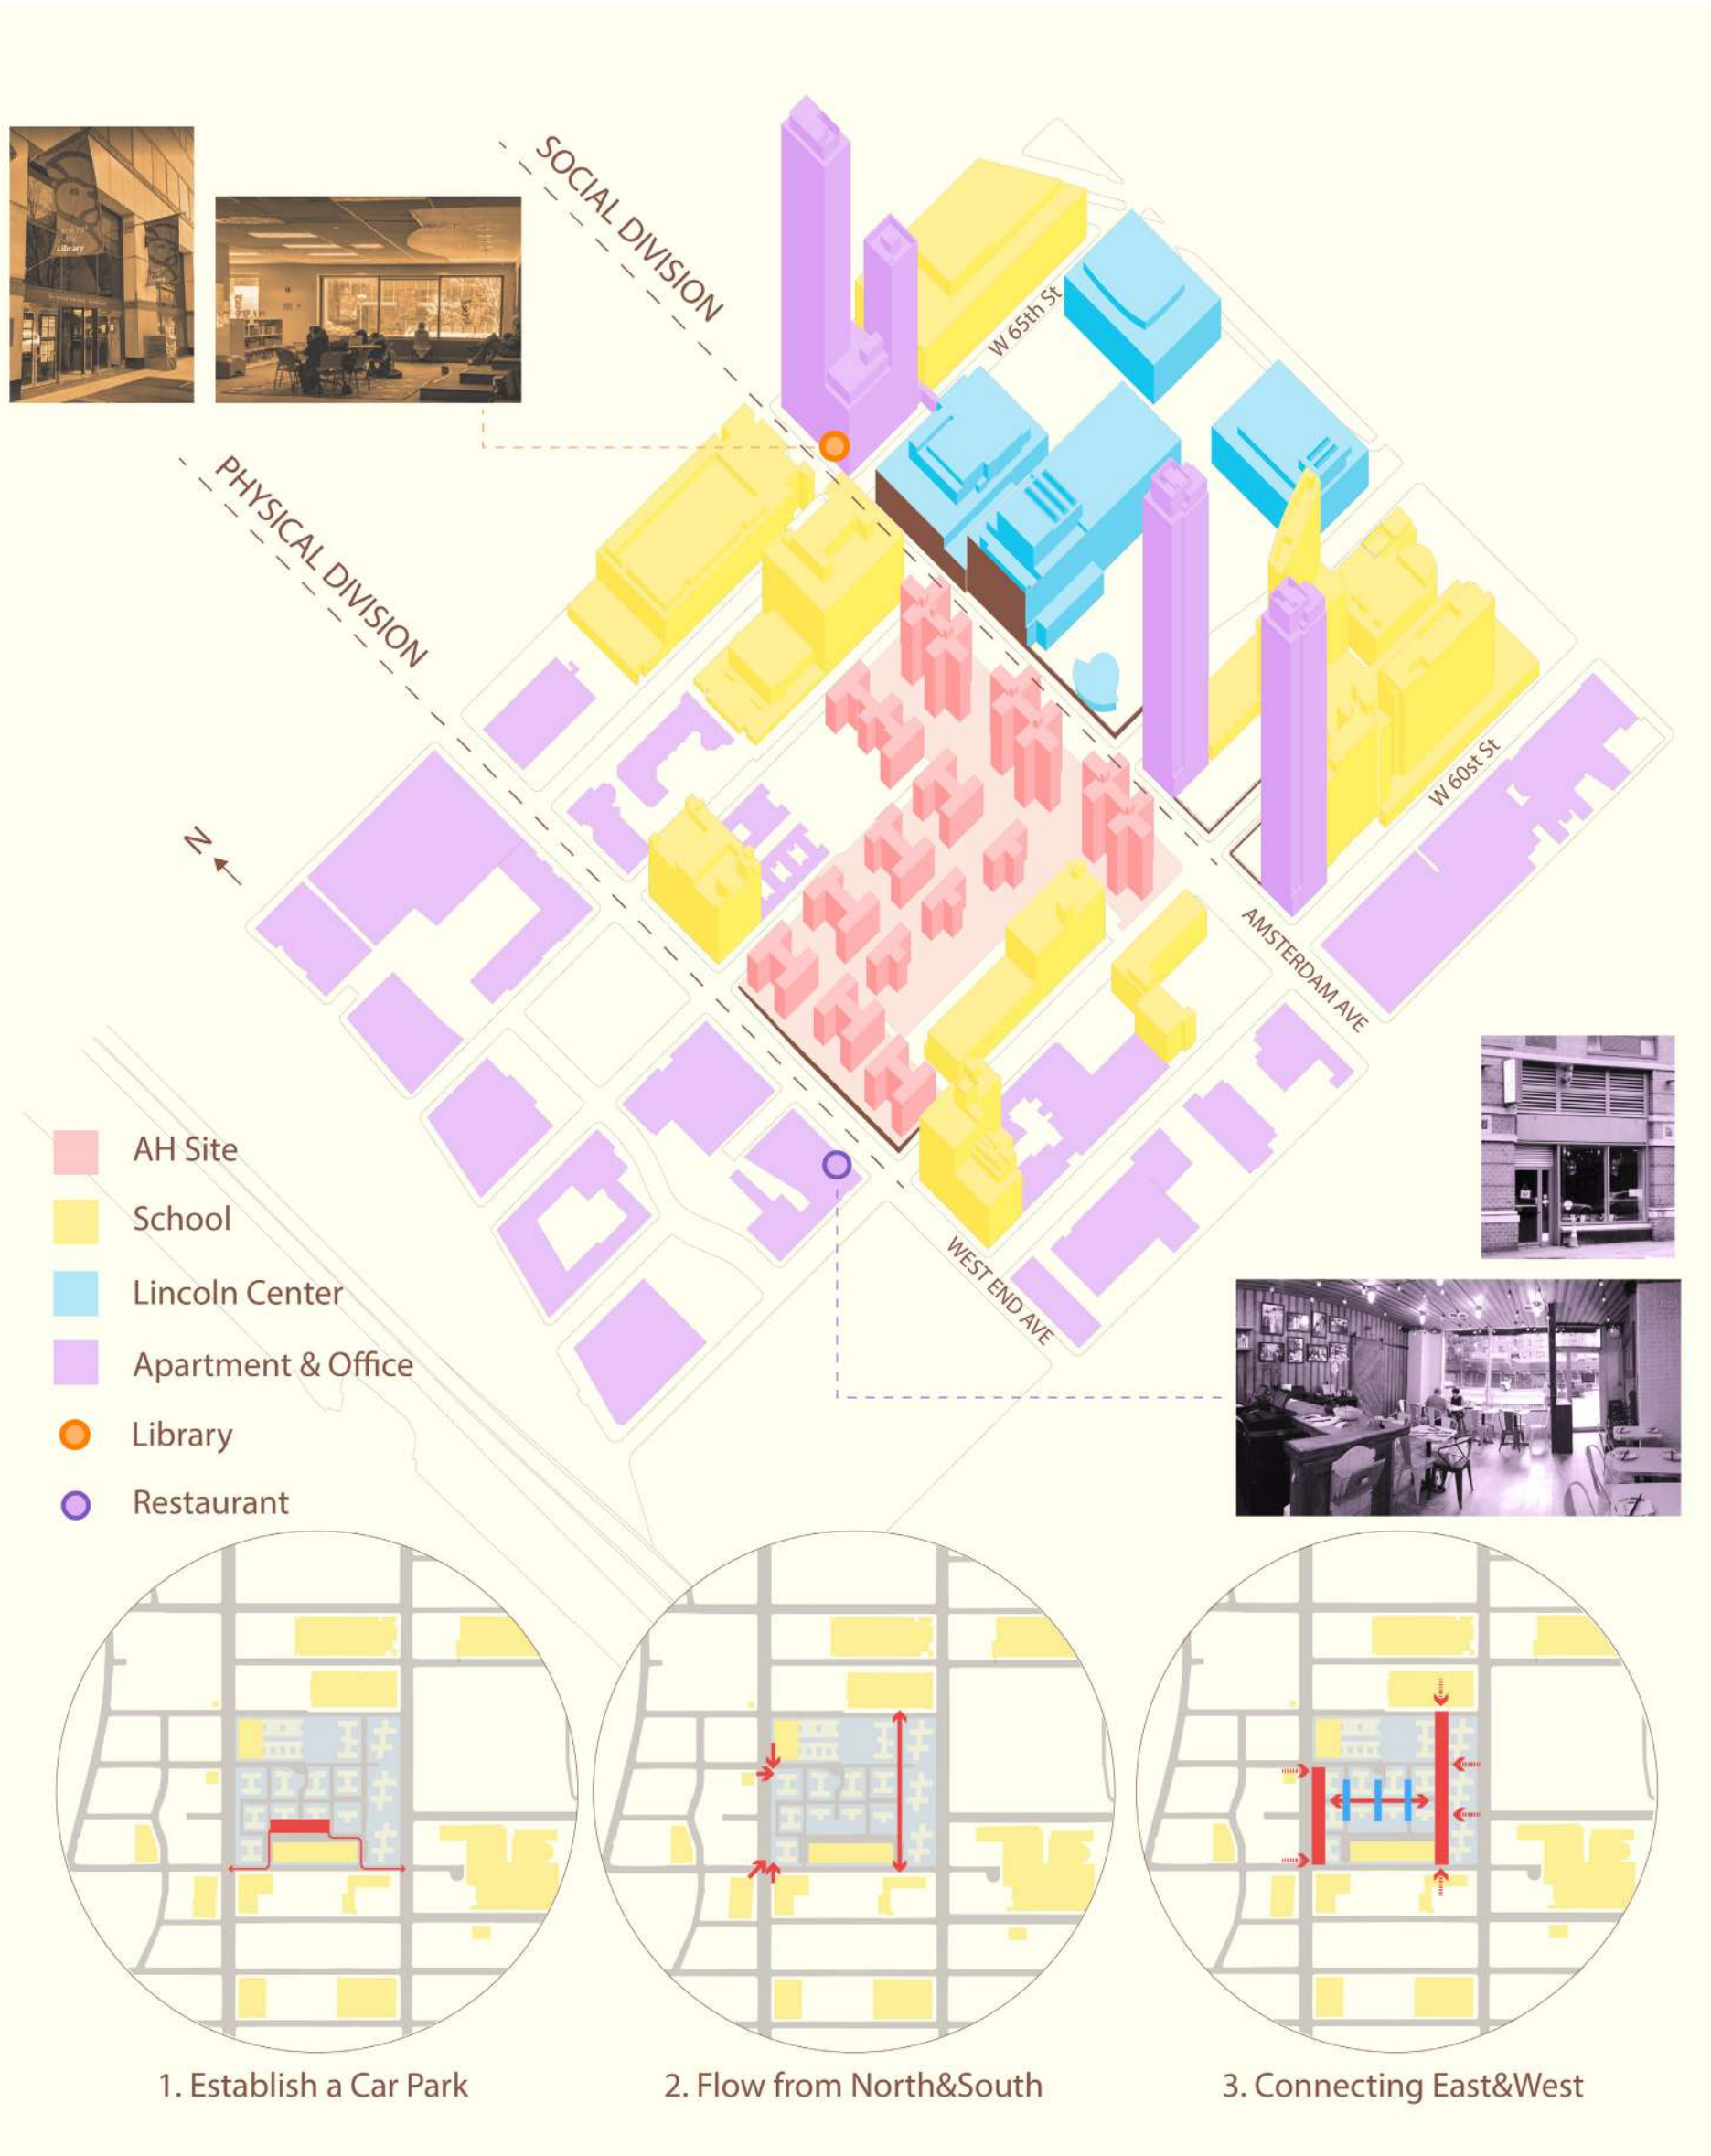 SOCIAL DIVISION
PHYSICAL DIVISION
Library
W 65th St
W 60st St
N
AMSTERDAM AVE
WEST END AVE
AH Site
School
Lincoln Center
Apartment & Office
Library
Restaurant
1. Establish a Car Park
2. Flow from North&South
3. Connecting East&West